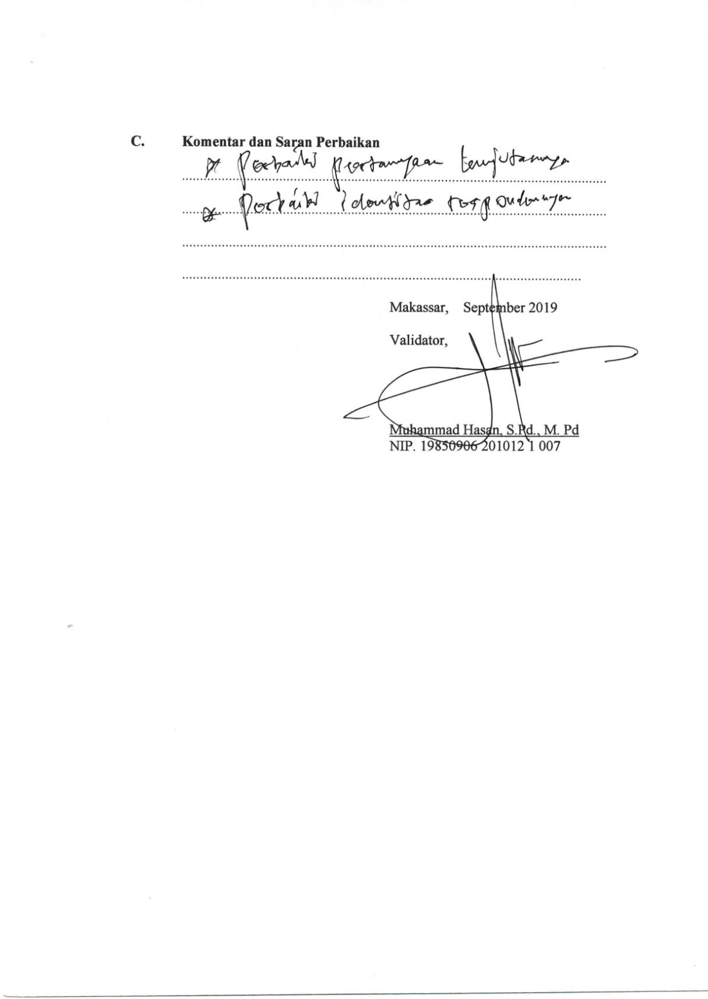 C. Komentar dan Saran Perbaikan
Perbaiki pertanyaan
Perbaiki identitas respondennya
Makassar, September 2019
Validator,
Muhammad Hasan, S.Pd., M. Pd
NIP. 19850906 201012 1 007